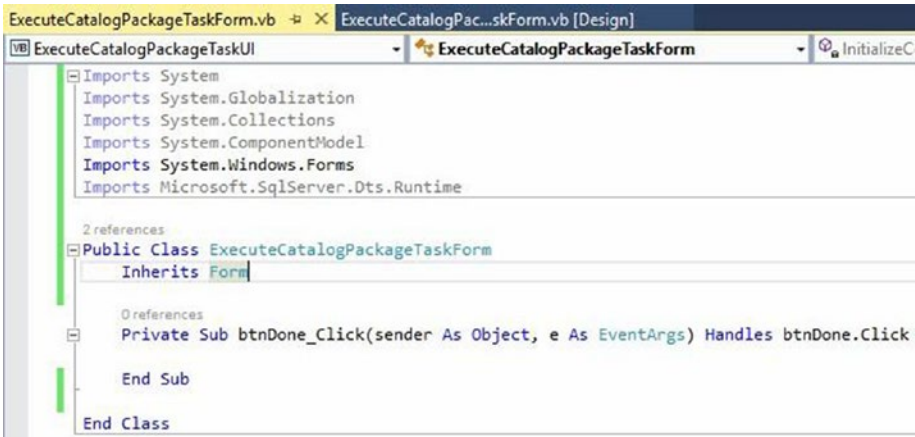 ExecuteCatalogPackageTaskForm.vb ExecuteCatalogPac...skForm.vb [Design]
VB ExecuteCatalogPackageTaskUI ExecuteCatalogPackageTaskForm InitializeC
Imports System
Imports System.Globalization
Imports System.Collections
Imports System.ComponentModel
Imports System.Windows.Forms
Imports Microsoft.SqlServer.Dts.Runtime
2 references
Public Class ExecuteCatalogPackageTaskForm
Inherits Form
0 references
Private Sub btnDone_Click(sender As Object, e As EventArgs) Handles btnDone.Click
End Sub
End Class